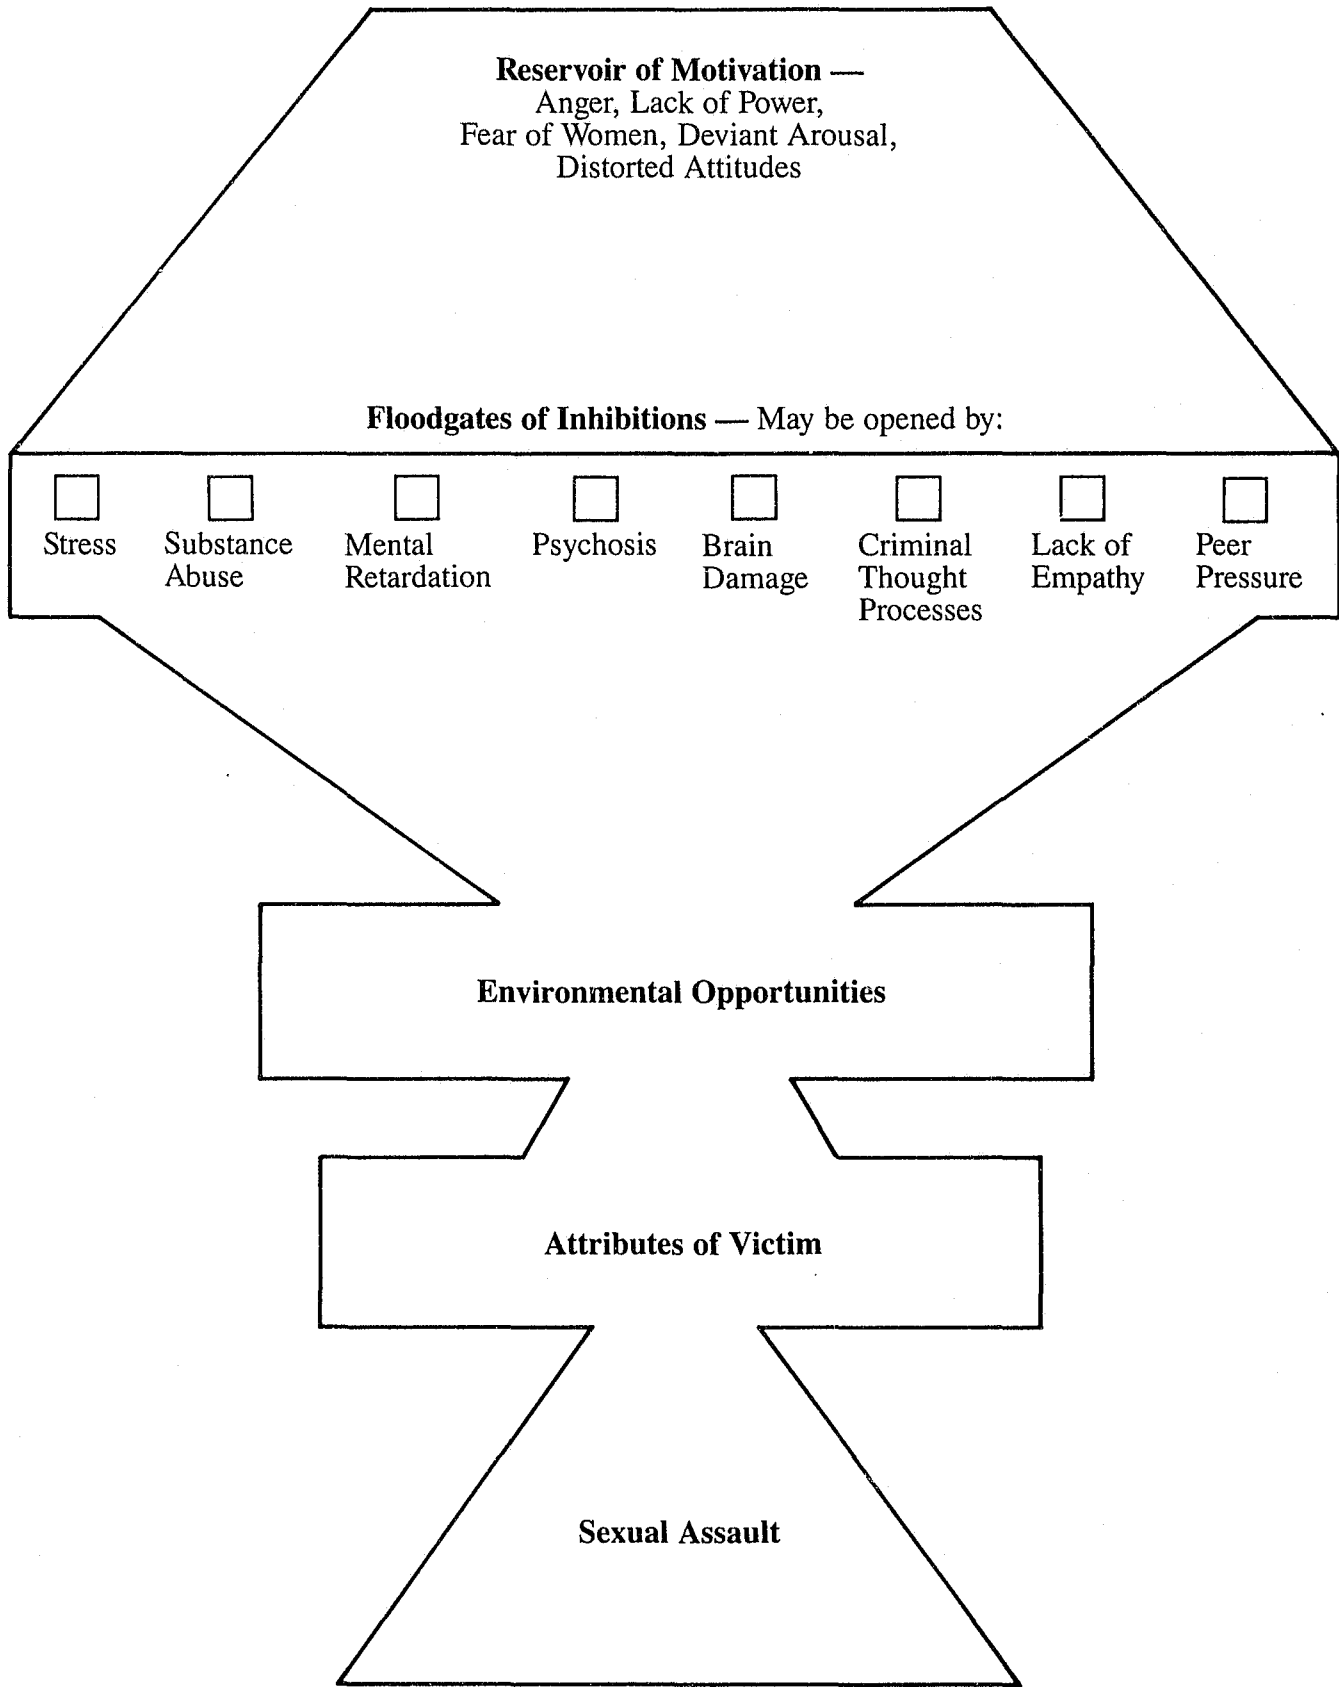 Reservoir of Motivation —
Anger, Lack of Power,
Fear of Women, Deviant Arousal,
Distorted Attitudes
Floodgates of Inhibitions — May be opened by:
Stress
Substance
Abuse
Mental
Retardation
Psychosis
Brain
Damage
Criminal
Thought
Processes
Lack of
Empathy
Peer
Pressure
Environmental Opportunities
Attributes of Victim
Sexual Assault